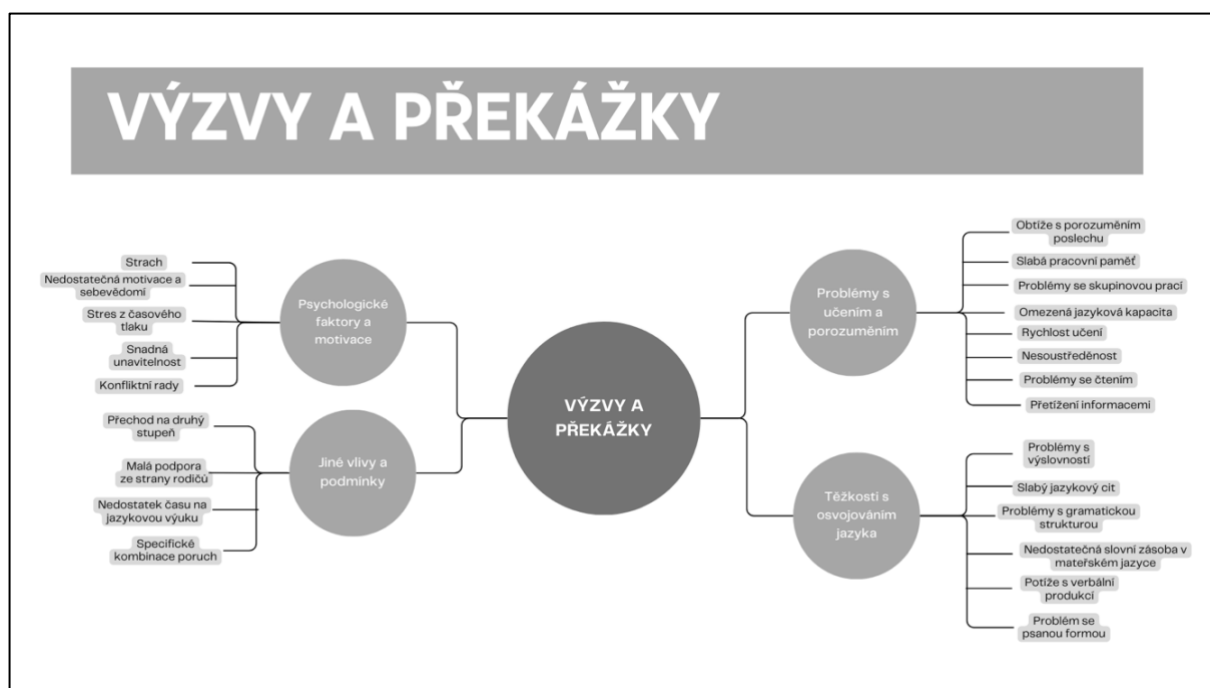 VÝZVY A PŘEKÁŽKY
Strach
Nedostatečná motivace a
sebevědomí
Stres z časového
tlaku
Snadná
unavitelnost
Konfliktní rady
Psychologické
faktory a
motivace
Přechod na druhý
stupeň
Malá podpora
ze strany rodičů
Nedostatek času na
jazykovou výuku
Specifické
kombinace poruch
Jiné vlivy a
podmínky
VÝZVY A
PŘEKÁŽKY
Problémy s
učením a
porozuměním
Obtíže s porozuměním
poslechu
Slabá pracovní paměť
Problémy se skupinovou prací
Omezená jazyková kapacita
Rychlost učení
Nesoustředěnost
Problémy se čtením
Přetížení informacemi
Těžkosti s
osvojováním
jazyka
Problémy s
výslovností
Slabý jazykový cit
Problémy s gramatickou
strukturou
Nedostatečná slovní zásoba v
mateřském jazyce
Potíže s verbální
produkcí
Problém se
psanou formou